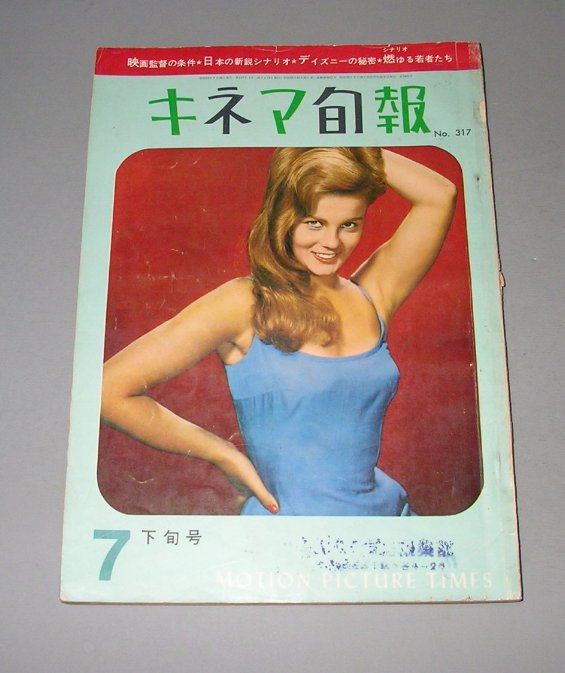 シナリオ
映画監督の条件★日本の新鋭シナリオ★ディズニーの秘密★燃ゆる若者たち
キネマ旬報
No. 317
7 下旬号
MOTION PICTURE TIMES